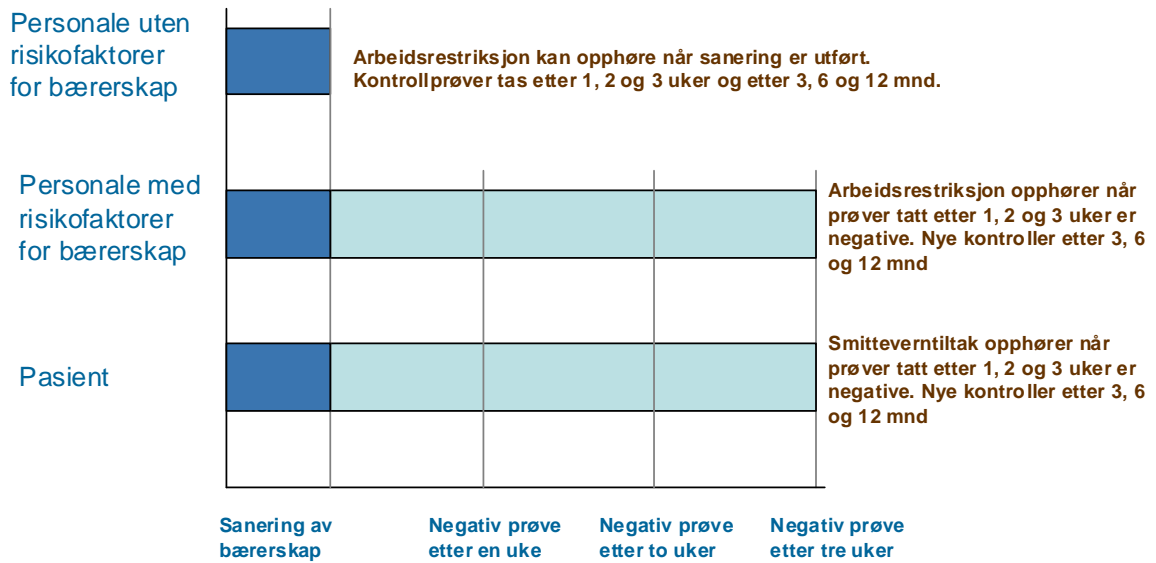 Personale uten
risikofaktorer
for bærerskap
Arbeidsrestriksjon kan opphøre når sanering er utført.
Kontrollprøver tas etter 1, 2 og 3 uker og etter 3, 6 og 12 mnd.
Personale med
risikofaktorer
for bærerskap
Arbeidsrestriksjon opphører når
prøver tatt etter 1, 2 og 3 uker er
negative. Nye kontroller etter 3, 6
og 12 mnd
Pasient
Smitteverntiltak opphører når
prøver tatt etter 1, 2 og 3 uker er
negative. Nye kontroller etter 3, 6
og 12 mnd
Sanering av
bærerskap
Negativ prøve
etter en uke
Negativ prøve
etter to uker
Negativ prøve
etter tre uker